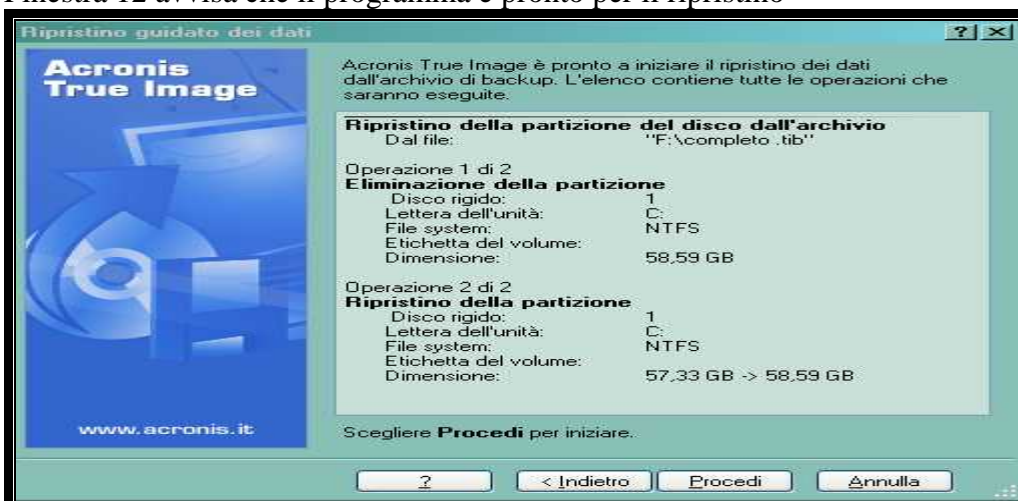 Finestra 12 avvisa che il programma è pronto per il ripristino
Ripristino guidato dei dati
Acronis
True Image
Acronis True Image è pronto a iniziare il ripristino dei dati
dall'archivio di backup. L'elenco contiene tutte le operazioni che
saranno eseguite.
Ripristino della partizione del disco dall'archivio
Dal file: "F:\completo .tib"
Operazione 1 di 2
Eliminazione della partizione
Disco rigido: 1
Lettera dell'unità: C:
File system: NTFS
Etichetta del volume:
Dimensione: 58,59 GB
Operazione 2 di 2
Ripristino della partizione
Disco rigido: 1
Lettera dell'unità: C:
File system: NTFS
Etichetta del volume:
Dimensione: 57,33 GB -> 58,59 GB
www.acronis.it
Scegliere Procedi per iniziare.
? < Indietro Procedi Annulla